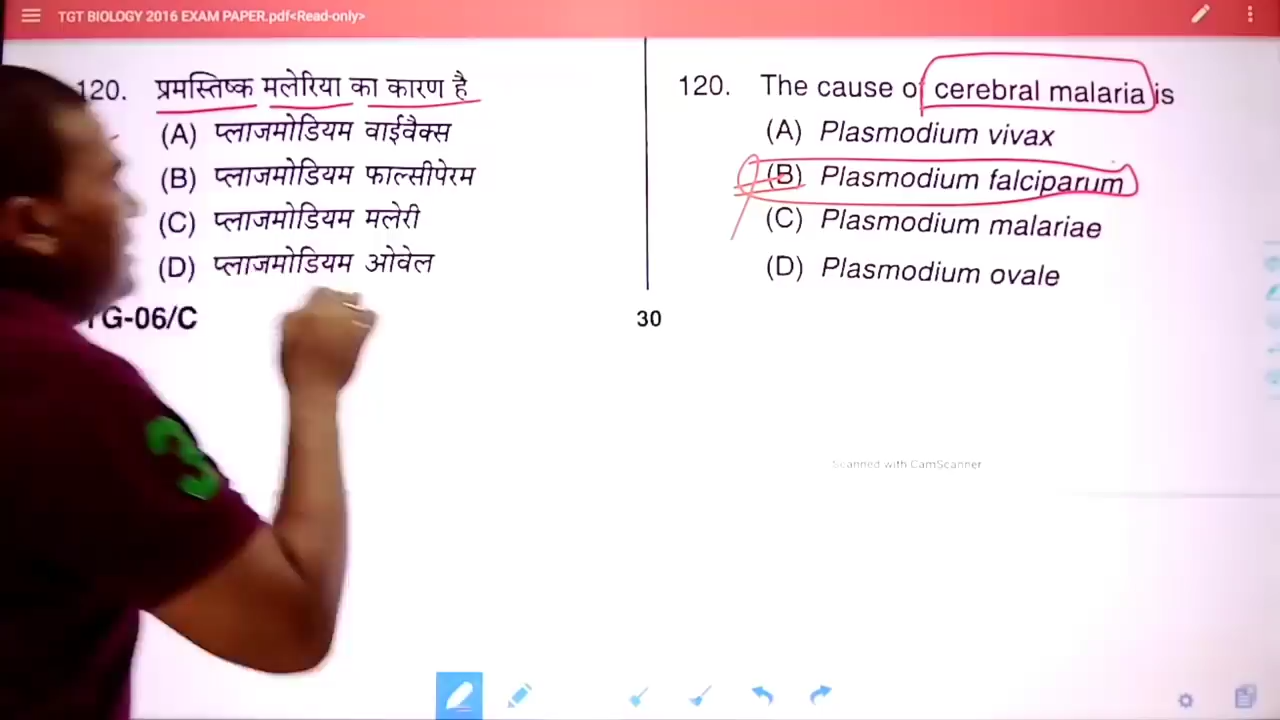 TGT BIOLOGY 2016 EXAM PAPER.pdf<Read-only>
120. प्रमस्तिष्क मलेरिया का कारण है
(A) प्लाजमोडियम वाईवैक्स
(B) प्लाजमोडियम फाल्सीपेरम
(C) प्लाजमोडियम मलेरी
(D) प्लाजमोडियम ओवेल
TG-06/C
120. The cause of cerebral malaria is
(A) Plasmodium vivax
(B) Plasmodium falciparum
(C) Plasmodium malariae
(D) Plasmodium ovale
30
Scanned with CamScanner
3